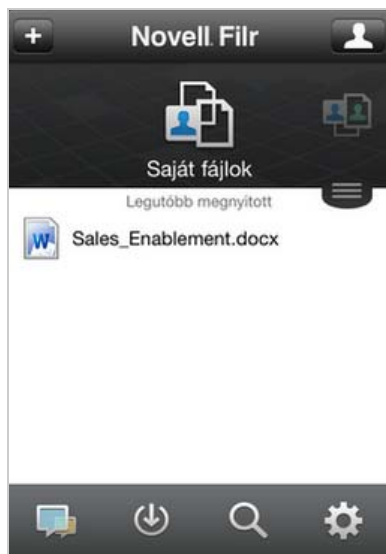 +
Novell Filr
Saját fájlok
Legutóbb megnyitott
W
Sales_Enablement.docx